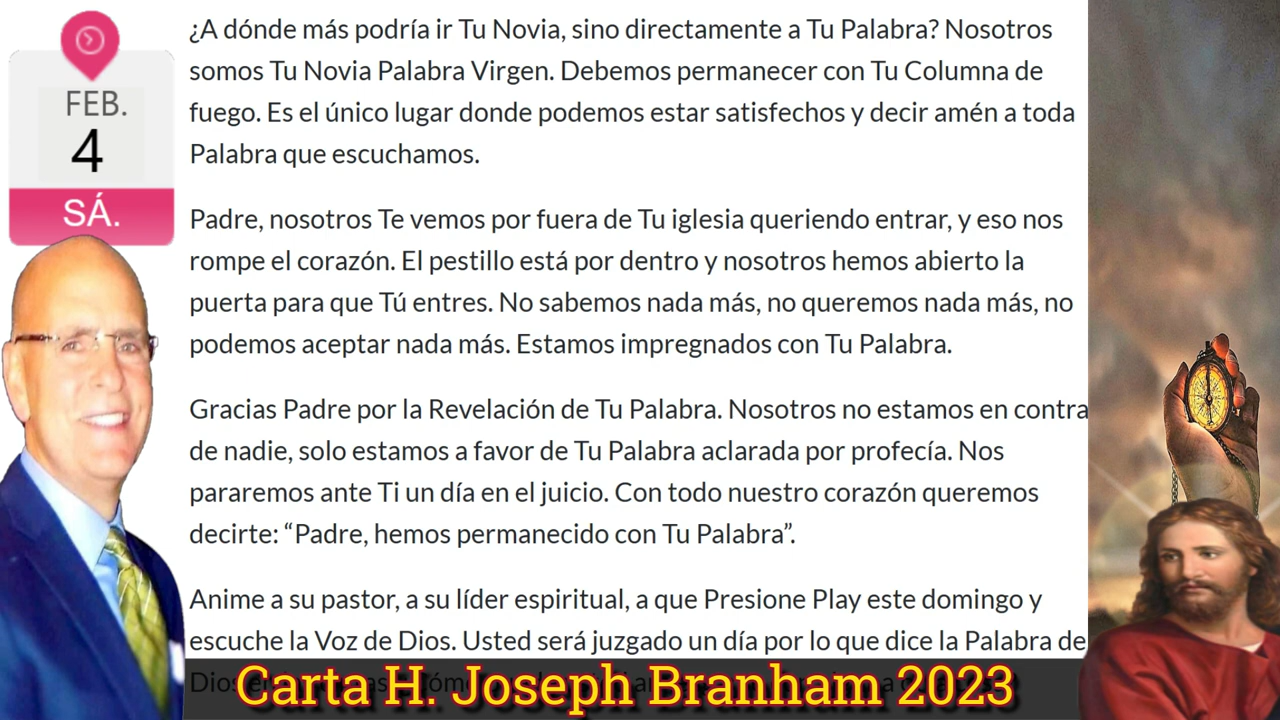 FEB.
4
SÁ.
¿A dónde más podría ir Tu Novia, sino directamente a Tu Palabra? Nosotros
somos Tu Novia Palabra Virgen. Debemos permanecer con Tu Columna de
fuego. Es el único lugar donde podemos estar satisfechos y decir amén a toda
Palabra que escuchamos.
Padre, nosotros Te vemos por fuera de Tu iglesia queriendo entrar, y eso nos
rompe el corazón. El pestillo está por dentro y nosotros hemos abierto la
puerta para que Tú entres. No sabemos nada más, no queremos nada más, no
podemos aceptar nada más. Estamos impregnados con Tu Palabra.
Gracias Padre por la Revelación de Tu Palabra. Nosotros no estamos en contra
de nadie, solo estamos a favor de Tu Palabra aclarada por profecía. Nos
pararemos ante Ti un día en el juicio. Con todo nuestro corazón queremos
decirte: “Padre, hemos permanecido con Tu Palabra”.
Anime a su pastor, a su líder espiritual, a que Presione Play este domingo y
escuche la Voz de Dios. Usted será juzgado un día por lo que dice la Palabra de
Carta H. Joseph Branham 2023